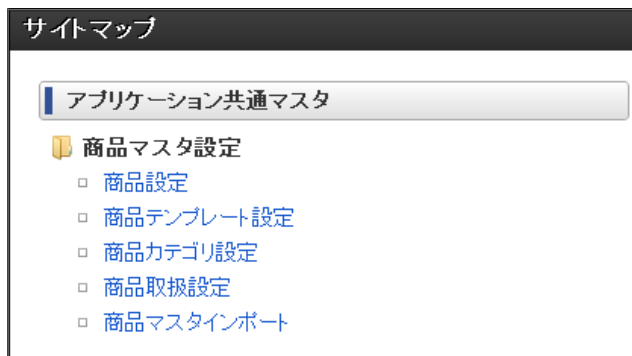 サイトマップ
アプリケーション共通マスタ
商品マスタ設定
商品設定
商品テンプレート設定
商品カテゴリ設定
商品取扱設定
商品マスタインポート